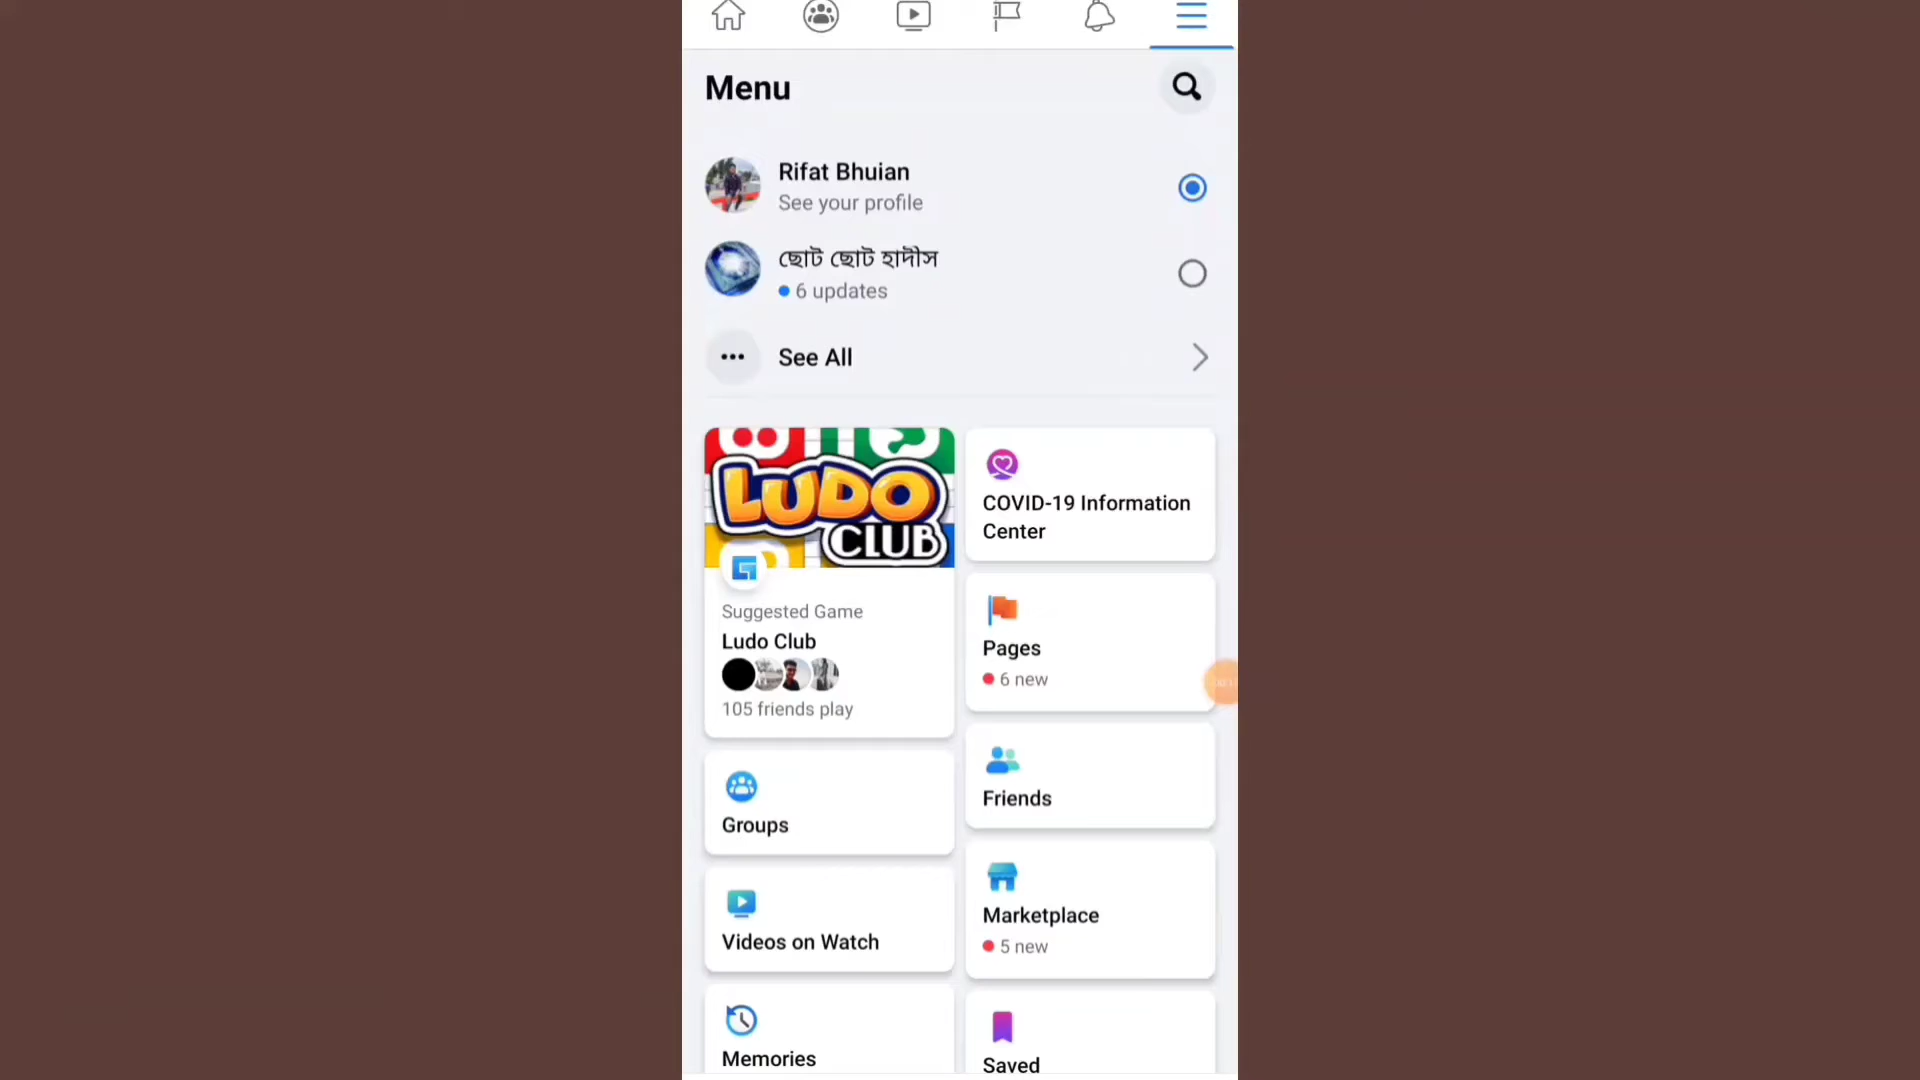 Menu
Rifat Bhuian
See your profile
ছোট ছোট হাদীস
6 updates
See All
LUDO
CLUB
Suggested Game
Ludo Club
105 friends play
COVID-19 Information
Center
Pages
6 new
Groups
Friends
Videos on Watch
Marketplace
5 new
Memories
Saved